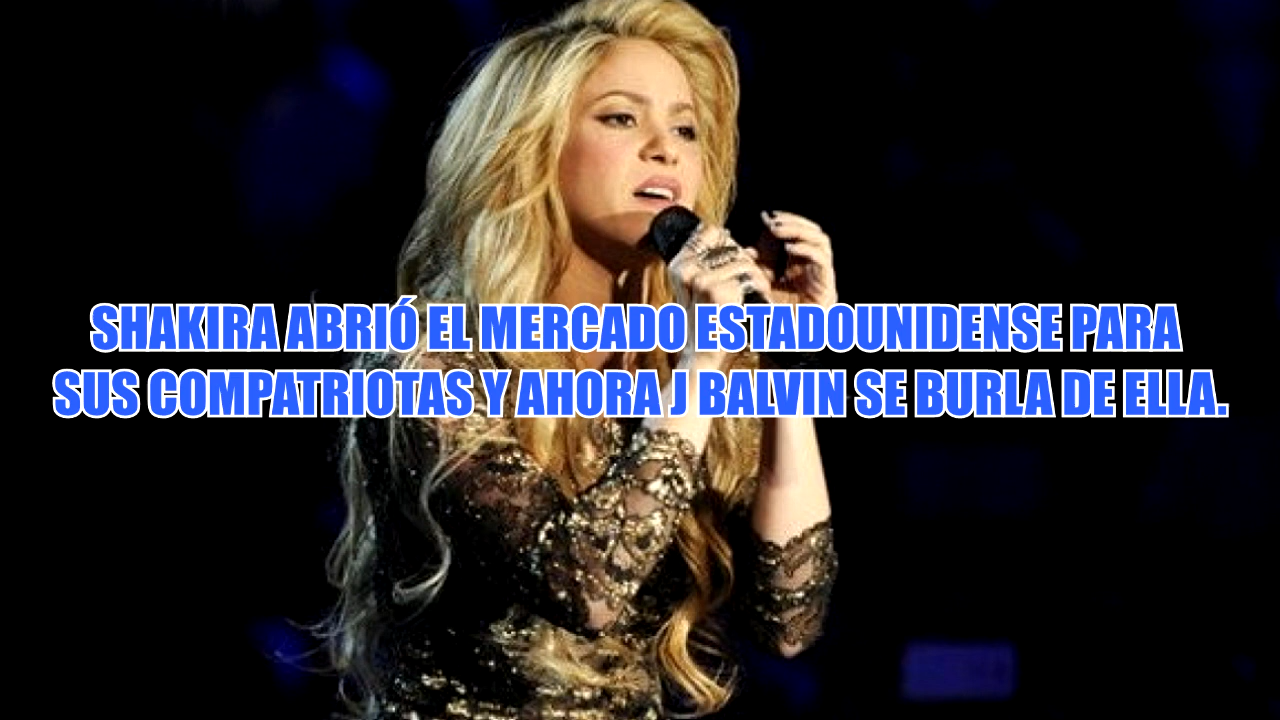 SHAKIRA ABRIÓ EL MERCADO ESTADOUNIDENSE PARA
SUS COMPATRIOTAS Y AHORA J BALVIN SE BURLA DE ELLA.